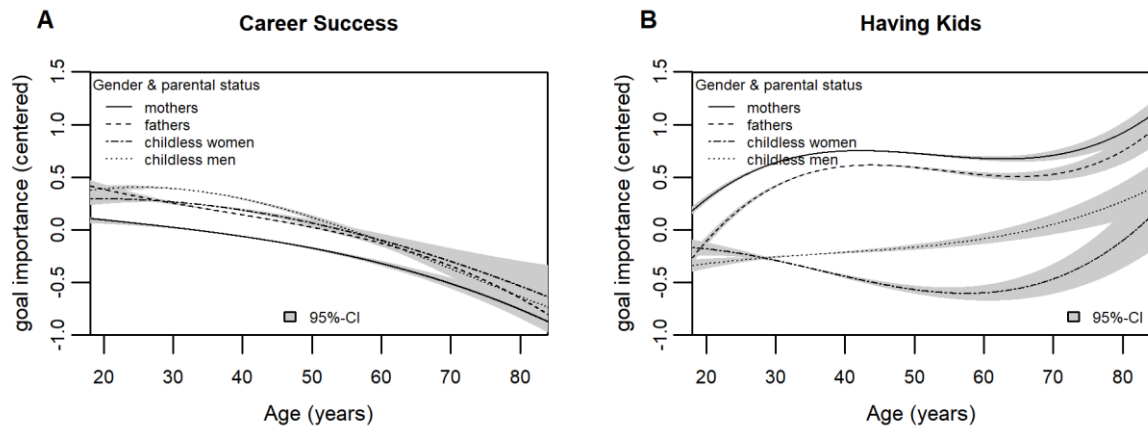 A
Career Success
goal importance (centered)
1.5
1.0
0.5
0.0
-0.5
-1.0
Gender & parental status
mothers
fathers
childless women
childless men
95%-CI
20 30 40 50 60 70 80
Age (years)
B
Having Kids
goal importance (centered)
1.5
1.0
0.5
0.0
-0.5
-1.0
Gender & parental status
mothers
fathers
childless women
childless men
95%-CI
20 30 40 50 60 70 80
Age (years)